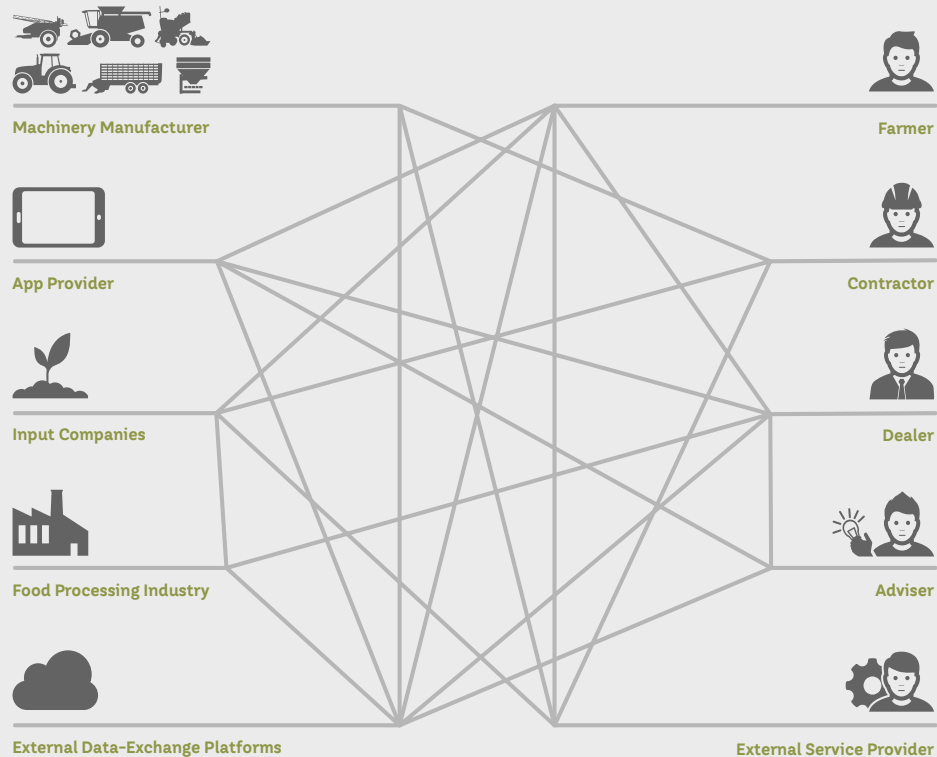 Machinery Manufacturer
Farmer
App Provider
Contractor
Input Companies
Dealer
Food Processing Industry
Adviser
External Data-Exchange Platforms
External Service Provider